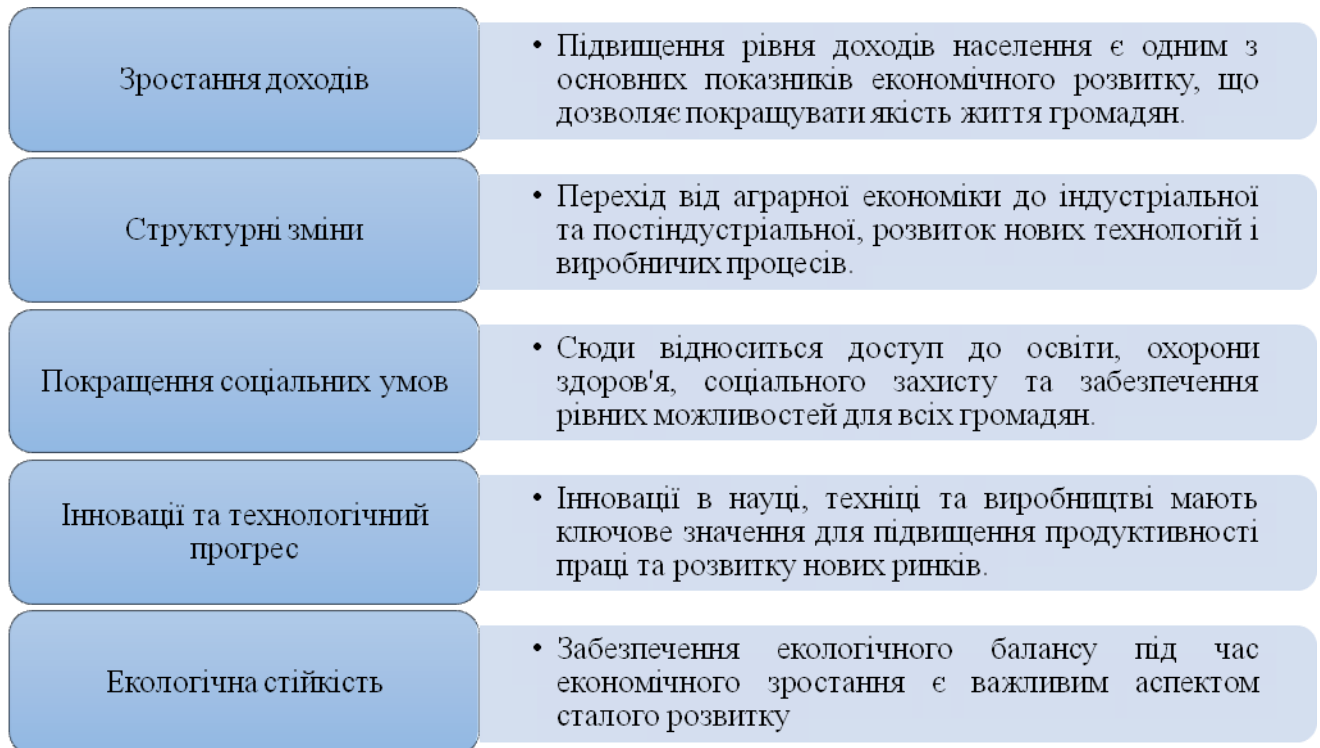 Зростання доходів
• Підвищення рівня доходів населення є одним з
основних показників економічного розвитку, що
дозволяє покращувати якість життя громадян.
Структурні зміни
• Перехід від аграрної економіки до індустріальної
та постіндустріальної, розвиток нових технологій і
виробничих процесів.
Покращення соціальних умов
• Сюди відноситься доступ до освіти, охорони
здоров'я, соціального захисту та забезпечення
рівних можливостей для всіх громадян.
Інновації та технологічний
прогрес
• Інновації в науці, техніці та виробництві мають
ключове значення для підвищення продуктивності
праці та розвитку нових ринків.
Екологічна стійкість
• Забезпечення екологічного балансу під час
економічного зростання є важливим аспектом
сталого розвитку